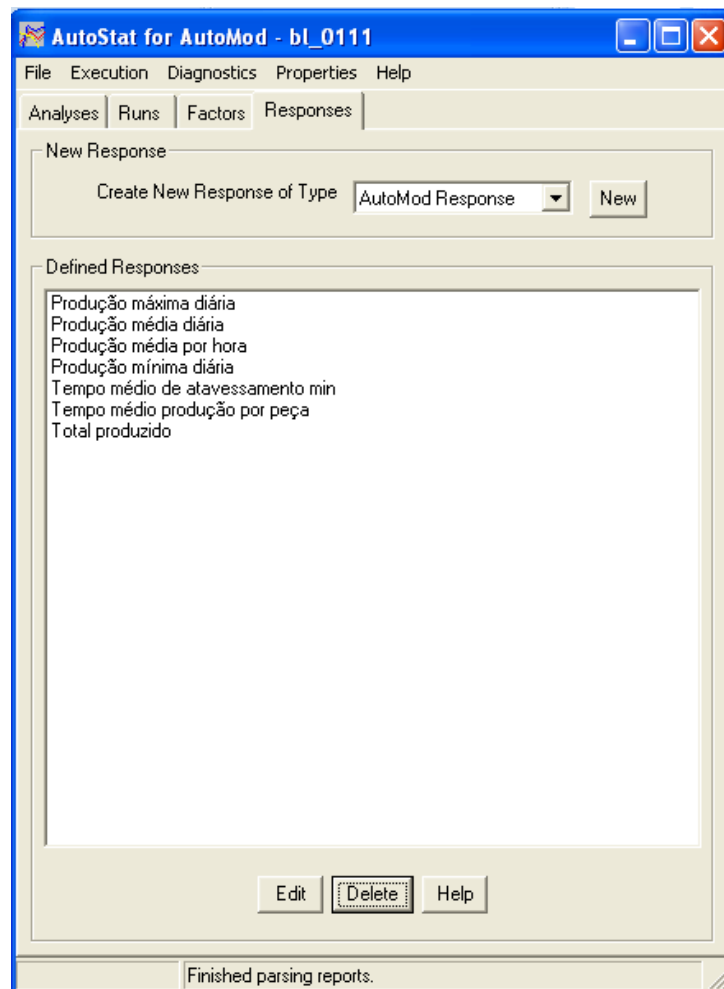 AutoStat for AutoMod - bl_0111
File Execution Diagnostics Properties Help
Analyses Runs Factors Responses
New Response
Create New Response of Type AutoMod Response New
Defined Responses
Produção máxima diária
Produção média diária
Produção média por hora
Produção mínima diária
Tempo médio de atavessamento min
Tempo médio produção por peça
Total produzido
Edit Delete Help
Finished parsing reports.